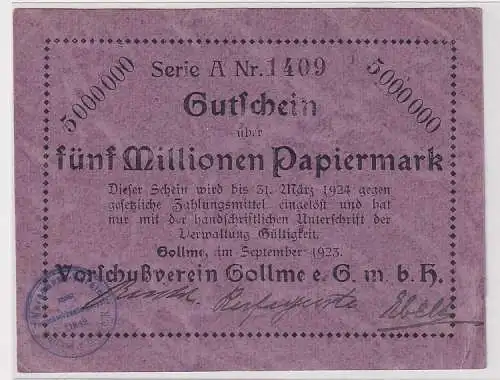 5000000
Serie A Nr. 1409
5000000
Gutschein
über
fünf Millionen Papiermark
Dieser Schein wird bis 31. März 1924 gegen
gesetzliche Zahlungsmittel eingelöst und hat
nur mit der handschriftlichen Unterschrift der
Verwaltung Gültigkeit.
Gollme, im September 1923.
Vorschußverein Gollme e. G. m. b. H.